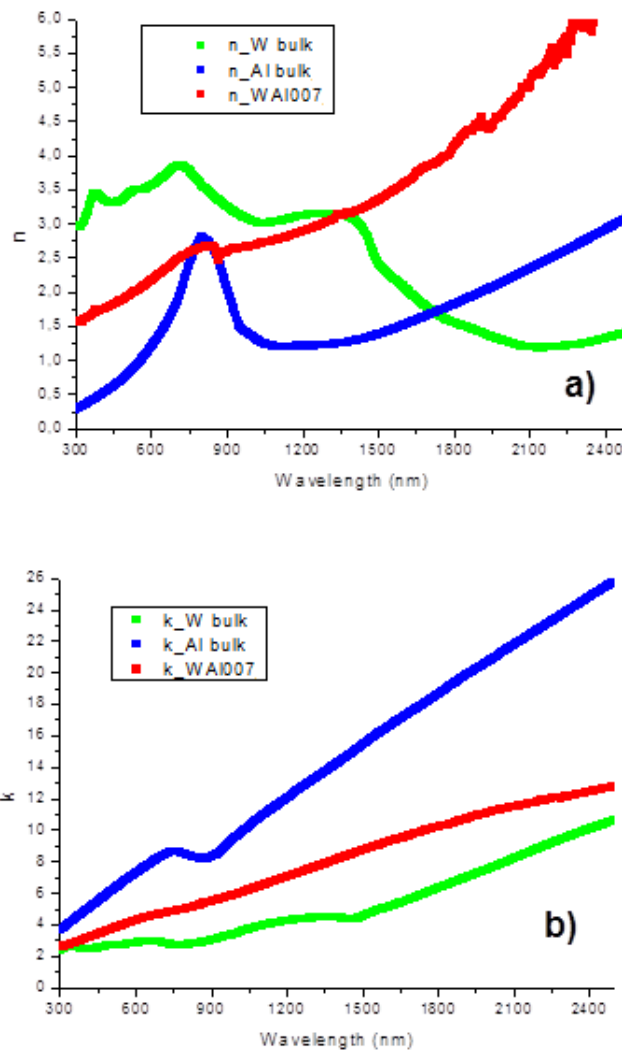 6,0
5,5
5,0
4,5
4,0
3,5
3,0
2,5
2,0
1,5
1,0
0,5
0,0
n
n_W bulk
n_Al bulk
n_WAl007
a)
300 600 900 1200 1500 1800 2100 2400
Wavelength (nm)
26
24
22
20
18
16
14
12
10
8
6
4
2
0
k
k_W bulk
k_Al bulk
k_WAl007
b)
300 600 900 1200 1500 1800 2100 2400
Wavelength (nm)